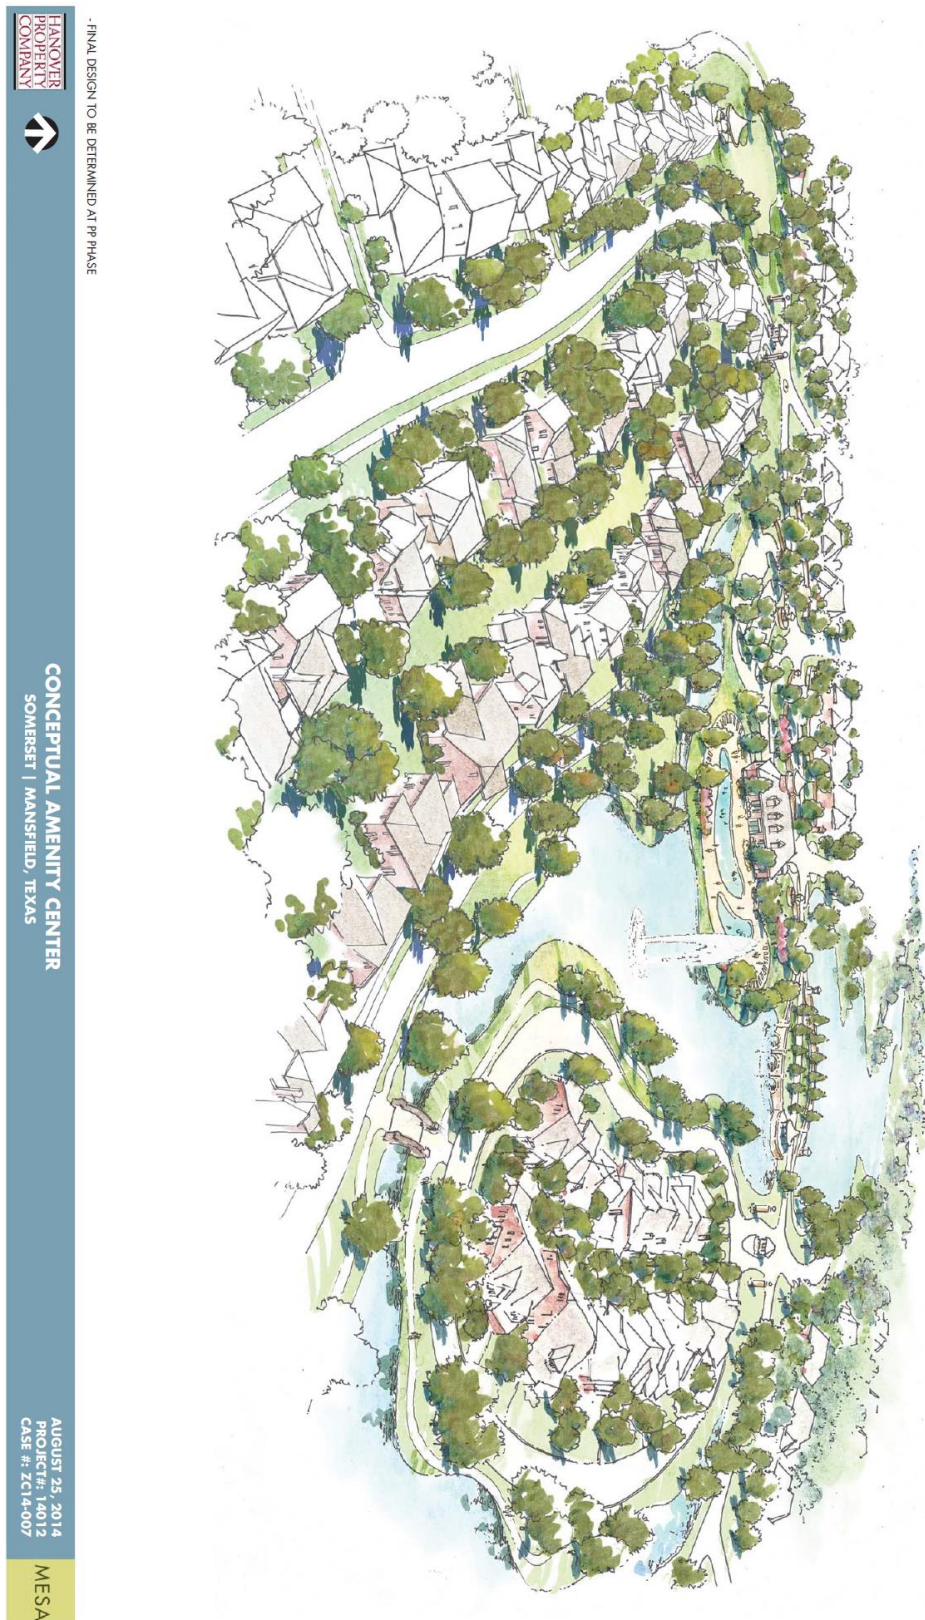 - FINAL DESIGN TO BE DETERMINED AT PP PHASE
HANOVER
PROPERTY
COMPANY
CONCEPTUAL AMENITY CENTER
SOMERSET | MANSFIELD, TEXAS
AUGUST 25, 2014
PROJECT#: 14012
CASE #: ZC14-007
MESA